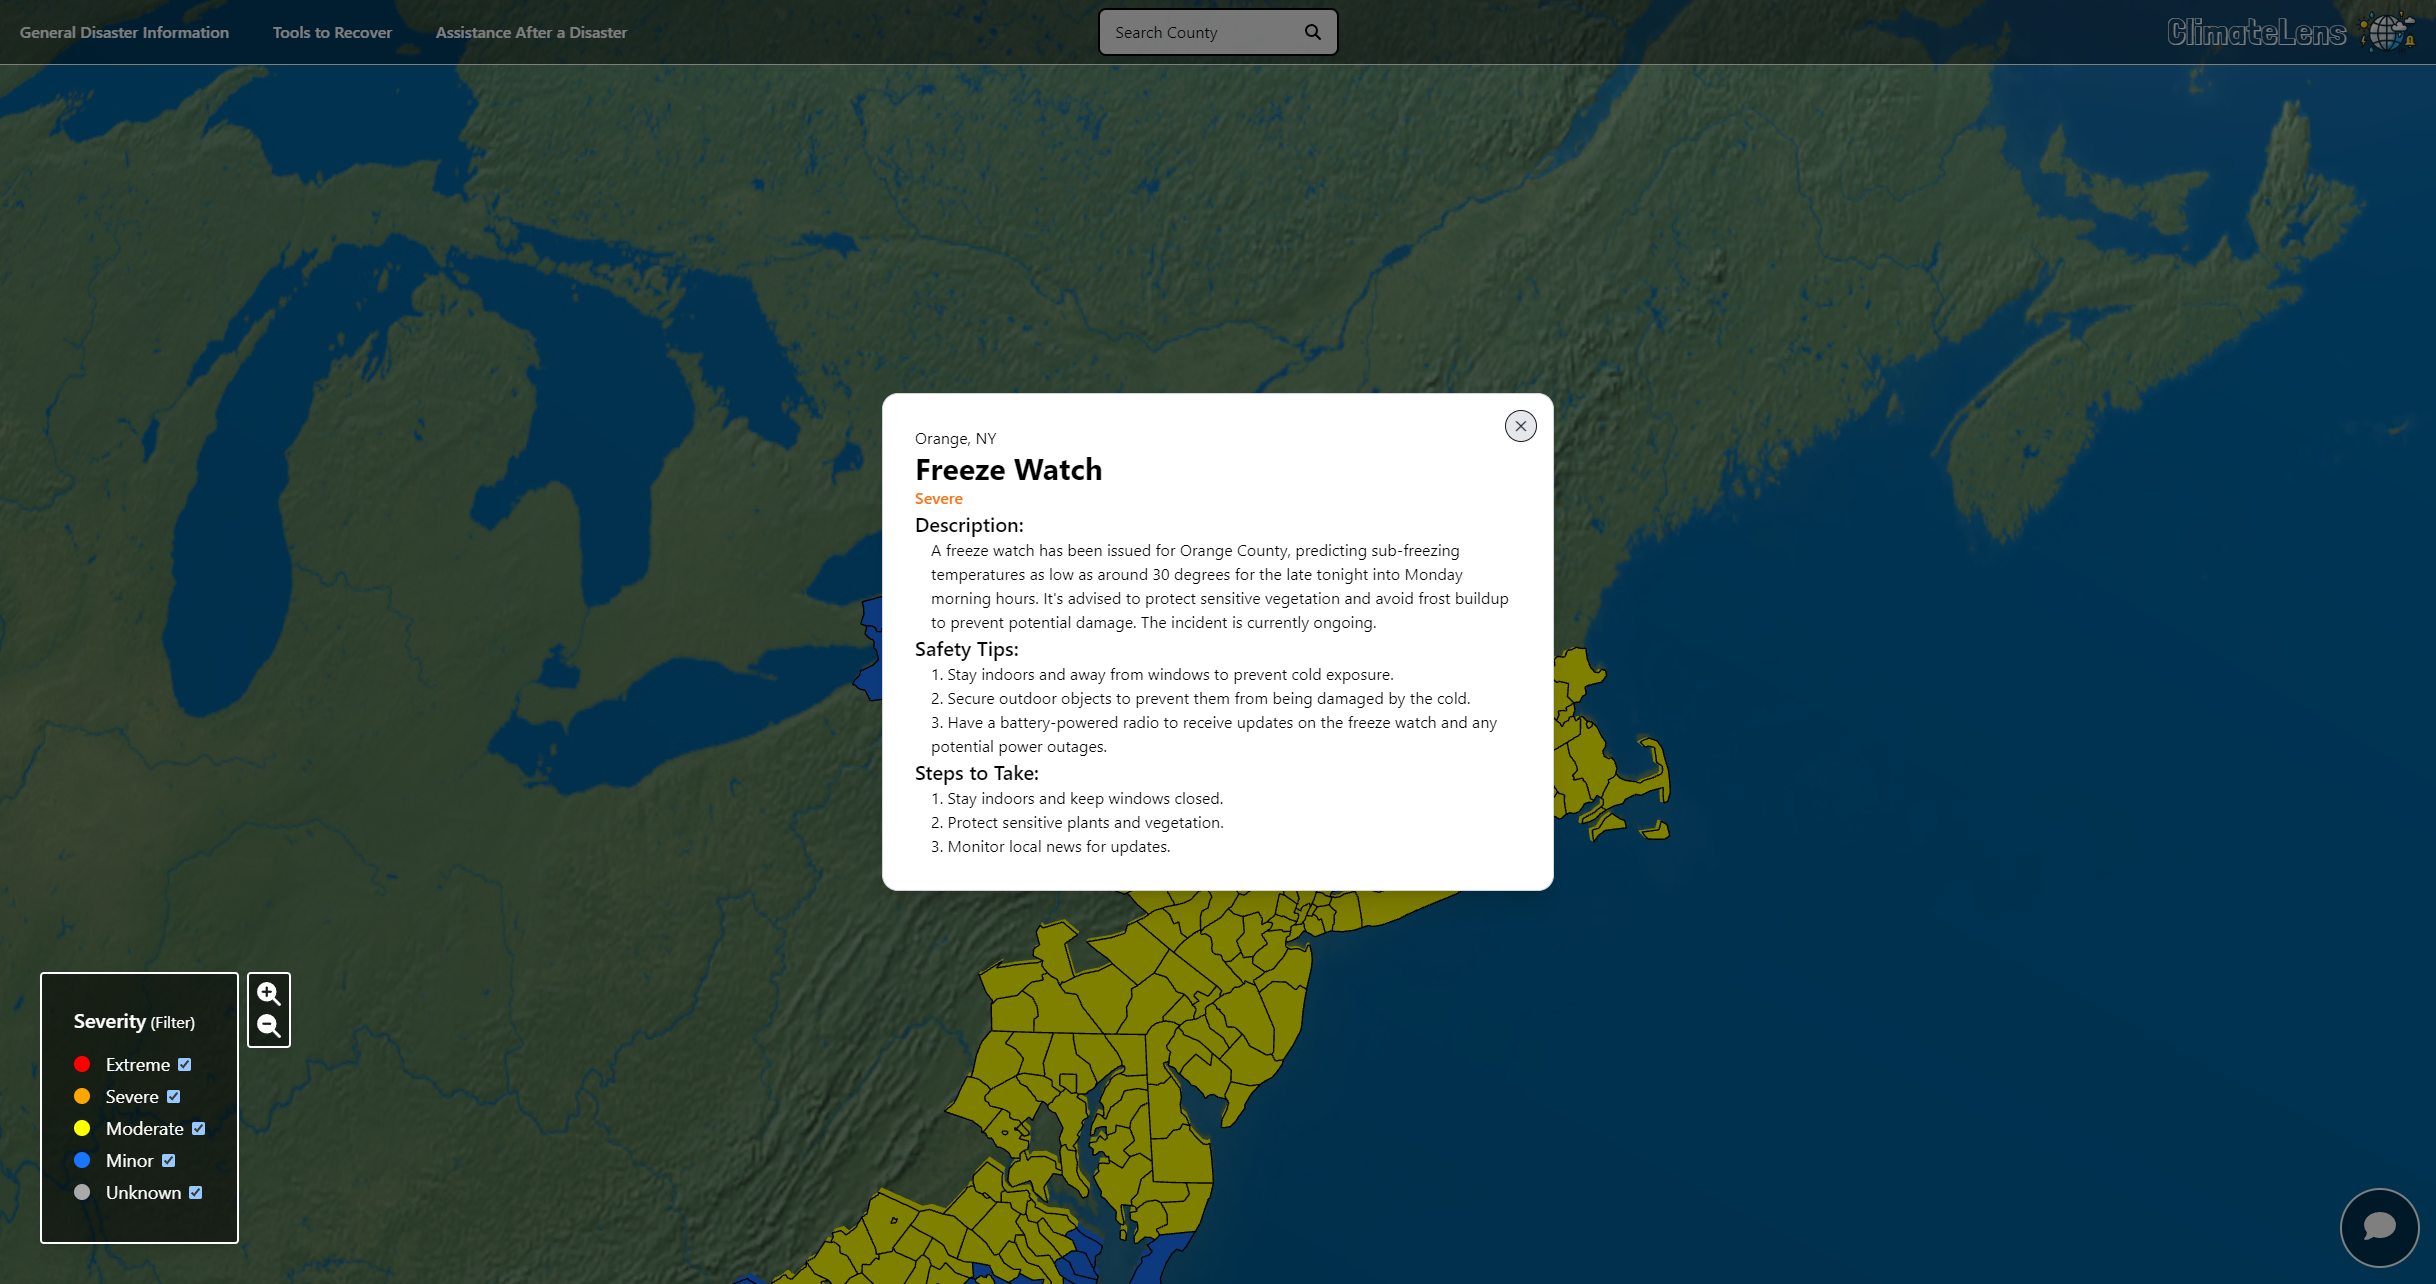 General Disaster Information
Tools to Recover
Assistance After a Disaster
Search County
ClimateLens
Orange, NY
Freeze Watch
Severe
Description:
A freeze watch has been issued for Orange County, predicting sub-freezing
temperatures as low as around 30 degrees for the late tonight into Monday
morning hours. It's advised to protect sensitive vegetation and avoid frost buildup
to prevent potential damage. The incident is currently ongoing.
Safety Tips:
1. Stay indoors and away from windows to prevent cold exposure.
2. Secure outdoor objects to prevent them from being damaged by the cold.
3. Have a battery-powered radio to receive updates on the freeze watch and any
potential power outages.
Steps to Take:
1. Stay indoors and keep windows closed.
2. Protect sensitive plants and vegetation.
3. Monitor local news for updates.
Severity (Filter)
Extreme
Severe
Moderate
Minor
Unknown